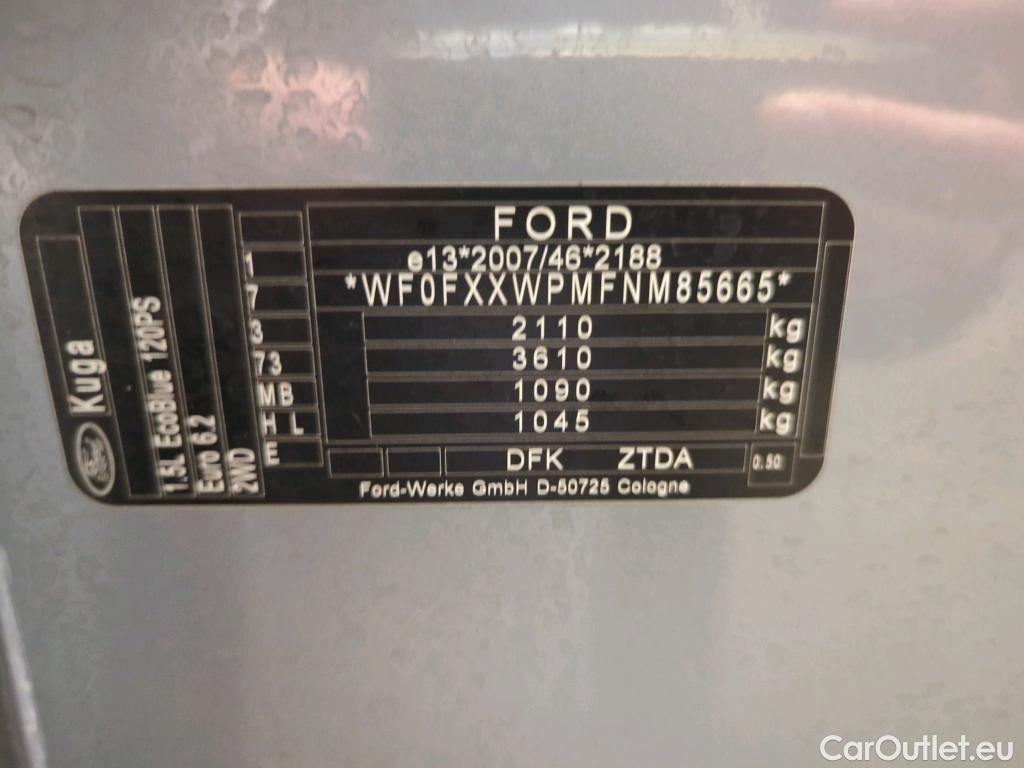 FORD
e13*2007/46*2188
*WF0FXXWPMFNM85665*
2110 kg
3610 kg
1090 kg
1045 kg
DFK ZTDA 0.50
Ford-Werke GmbH D-50725 Cologne
1
7
3
73
MB
H L
E
Ford Kuga
1.5L EcoBlue 120PS
Euro 6.2
2WD
CarOutlet.eu